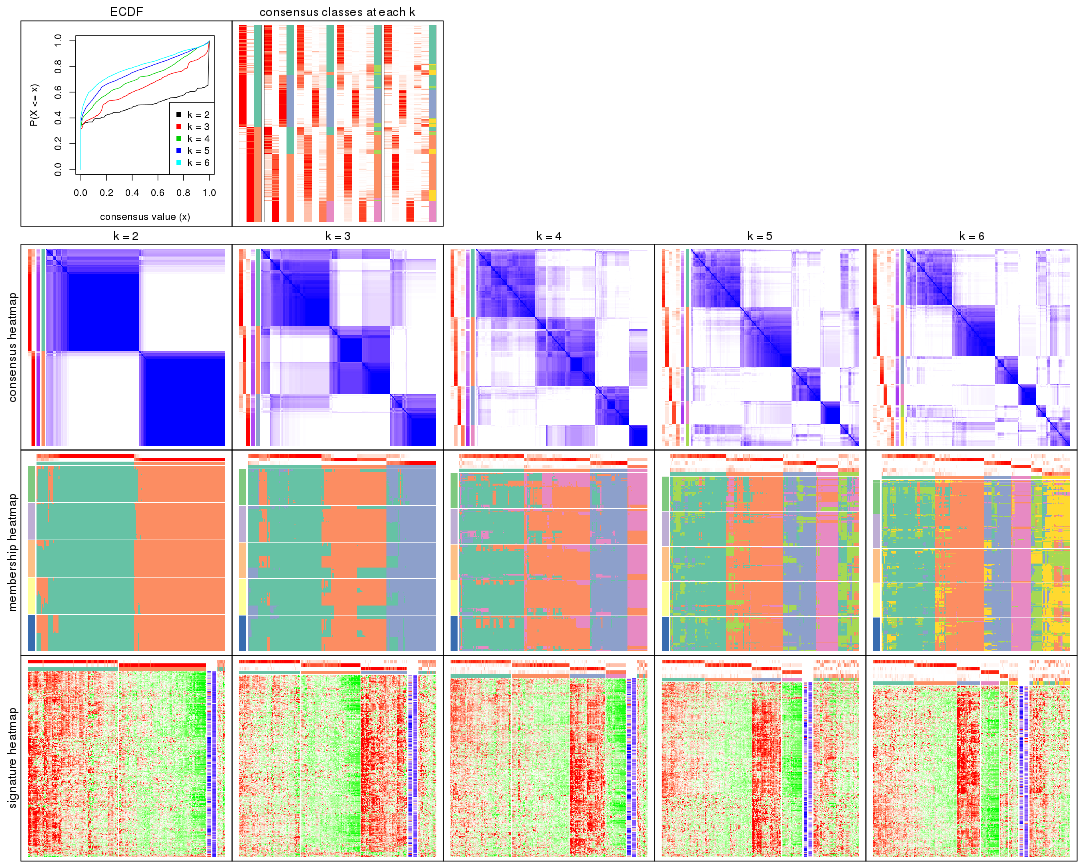 ECDF
consensus classes at each k
P(X <= x)
0.0
0.2
0.4
0.6
0.8
1.0
k = 2
k = 3
k = 4
k = 5
k = 6
0.0 0.2 0.4 0.6 0.8 1.0
consensus value (x)
k = 2
k = 3
k = 4
k = 5
k = 6
consensus heatmap
membership heatmap
signature heatmap